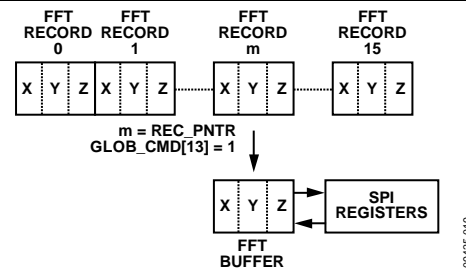 FFT RECORD 0
FFT RECORD 1
FFT RECORD m
FFT RECORD 15
X Y Z X Y Z X Y Z X Y Z
m = REC_PNTR
GLOB_CMD[13] = 1
X Y Z
SPI REGISTERS
FFT BUFFER